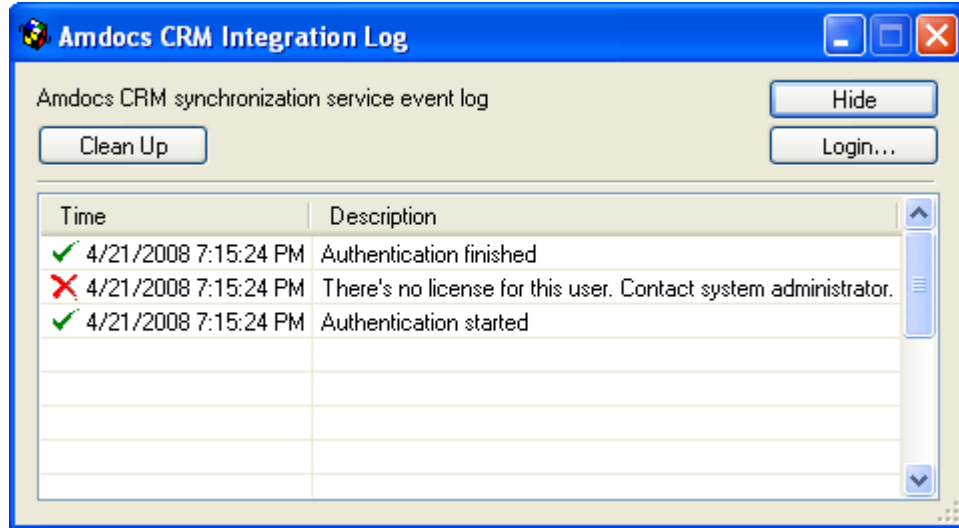 Amdocs CRM Integration Log
Amdocs CRM synchronization service event log
Hide
Clean Up
Login...
Time Description
4/21/2008 7:15:24 PM Authentication finished
4/21/2008 7:15:24 PM There's no license for this user. Contact system administrator.
4/21/2008 7:15:24 PM Authentication started